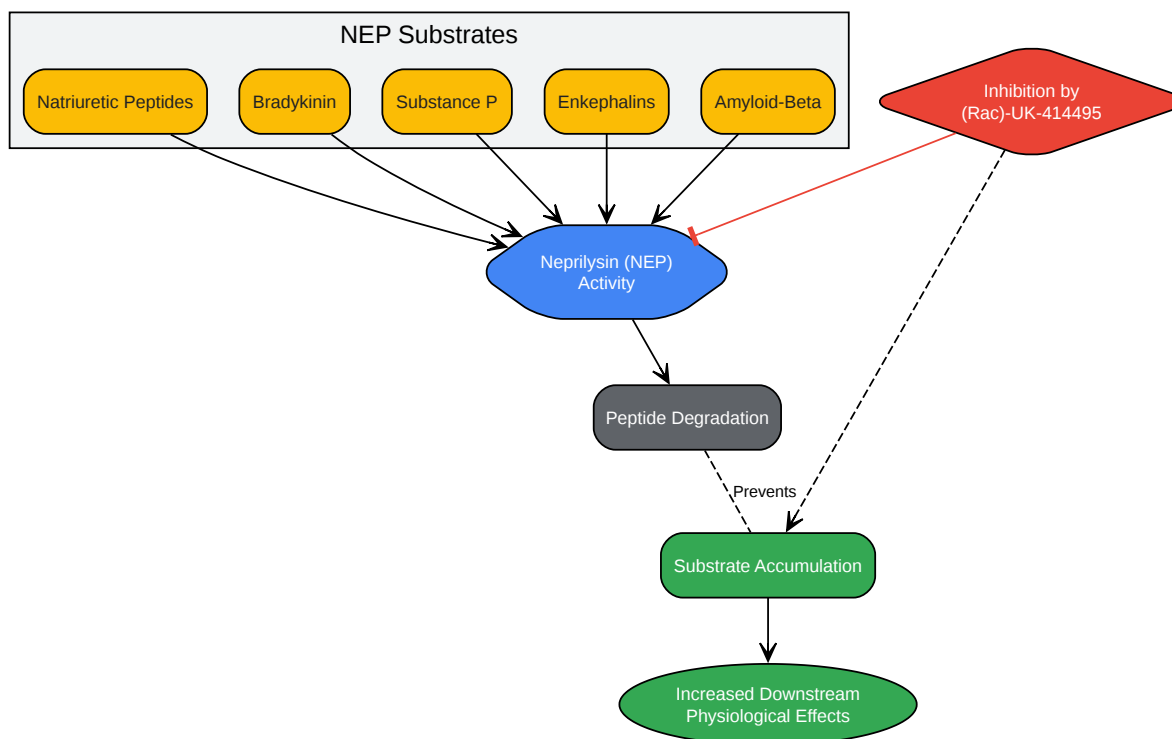 NEP Substrates
Natriuretic Peptides
Bradykinin
Substance P
Enkephalins
Amyloid-Beta
Inhibition by
(Rac)-UK-414495
Neprilysin (NEP)
Activity
Peptide Degradation
Prevents
Substrate Accumulation
Increased Downstream
Physiological Effects